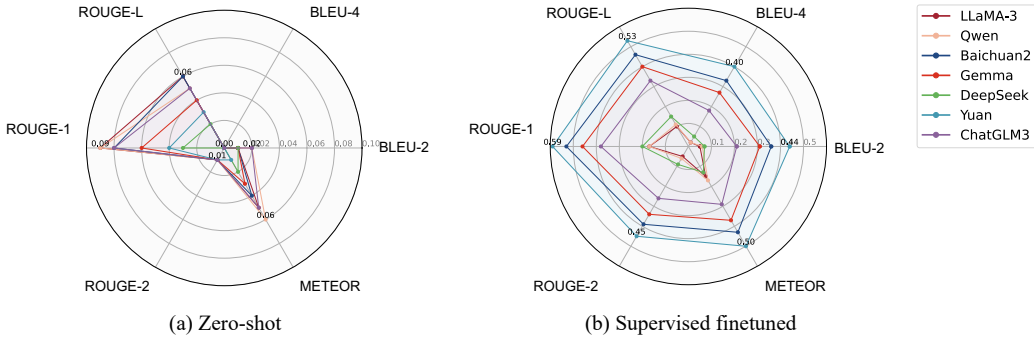 ROUGE-L
BLEU-4
0.06
ROUGE-1
0.09
0.00
0.02
0.02
0.04
0.06
0.08
0.10
BLEU-2
0.01
0.06
ROUGE-2
METEOR
(a) Zero-shot
ROUGE-L
BLEU-4
0.53
0.40
ROUGE-1
0.59
0.1
0.2
0.3
0.44
0.5
BLEU-2
0.45
0.50
ROUGE-2
METEOR
(b) Supervised finetuned
LLaMA-3
Qwen
Baichuan2
Gemma
DeepSeek
Yuan
ChatGLM3